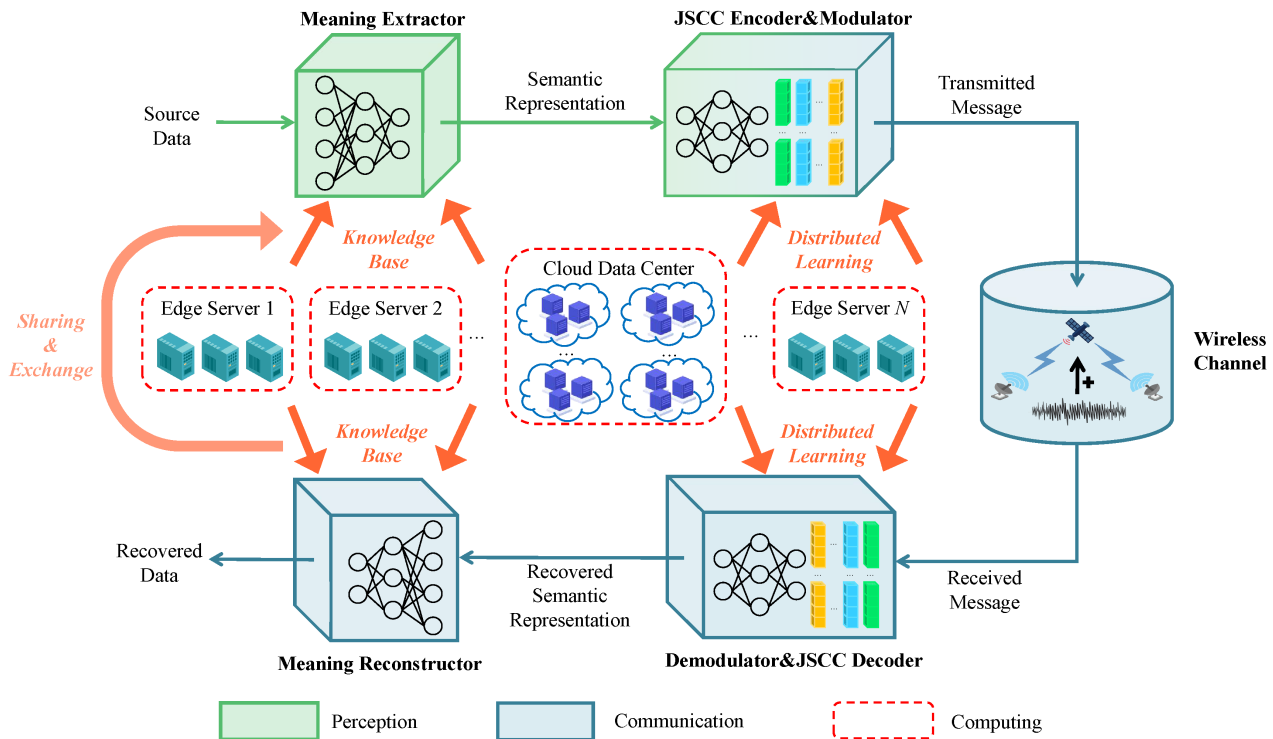 Meaning Extractor
JSCC Encoder&Modulator
Source
Data
Semantic
Representation
Transmitted
Message
Knowledge
Base
Distributed
Learning
Sharing
&
Exchange
Edge Server 1
Edge Server 2
...
Cloud Data Center
...
...
...
...
Edge Server N
Wireless
Channel
+
Knowledge
Base
Distributed
Learning
Recovered
Data
Recovered
Semantic
Representation
Received
Message
Meaning Reconstructor
Demodulator&JSCC Decoder
Perception
Communication
Computing